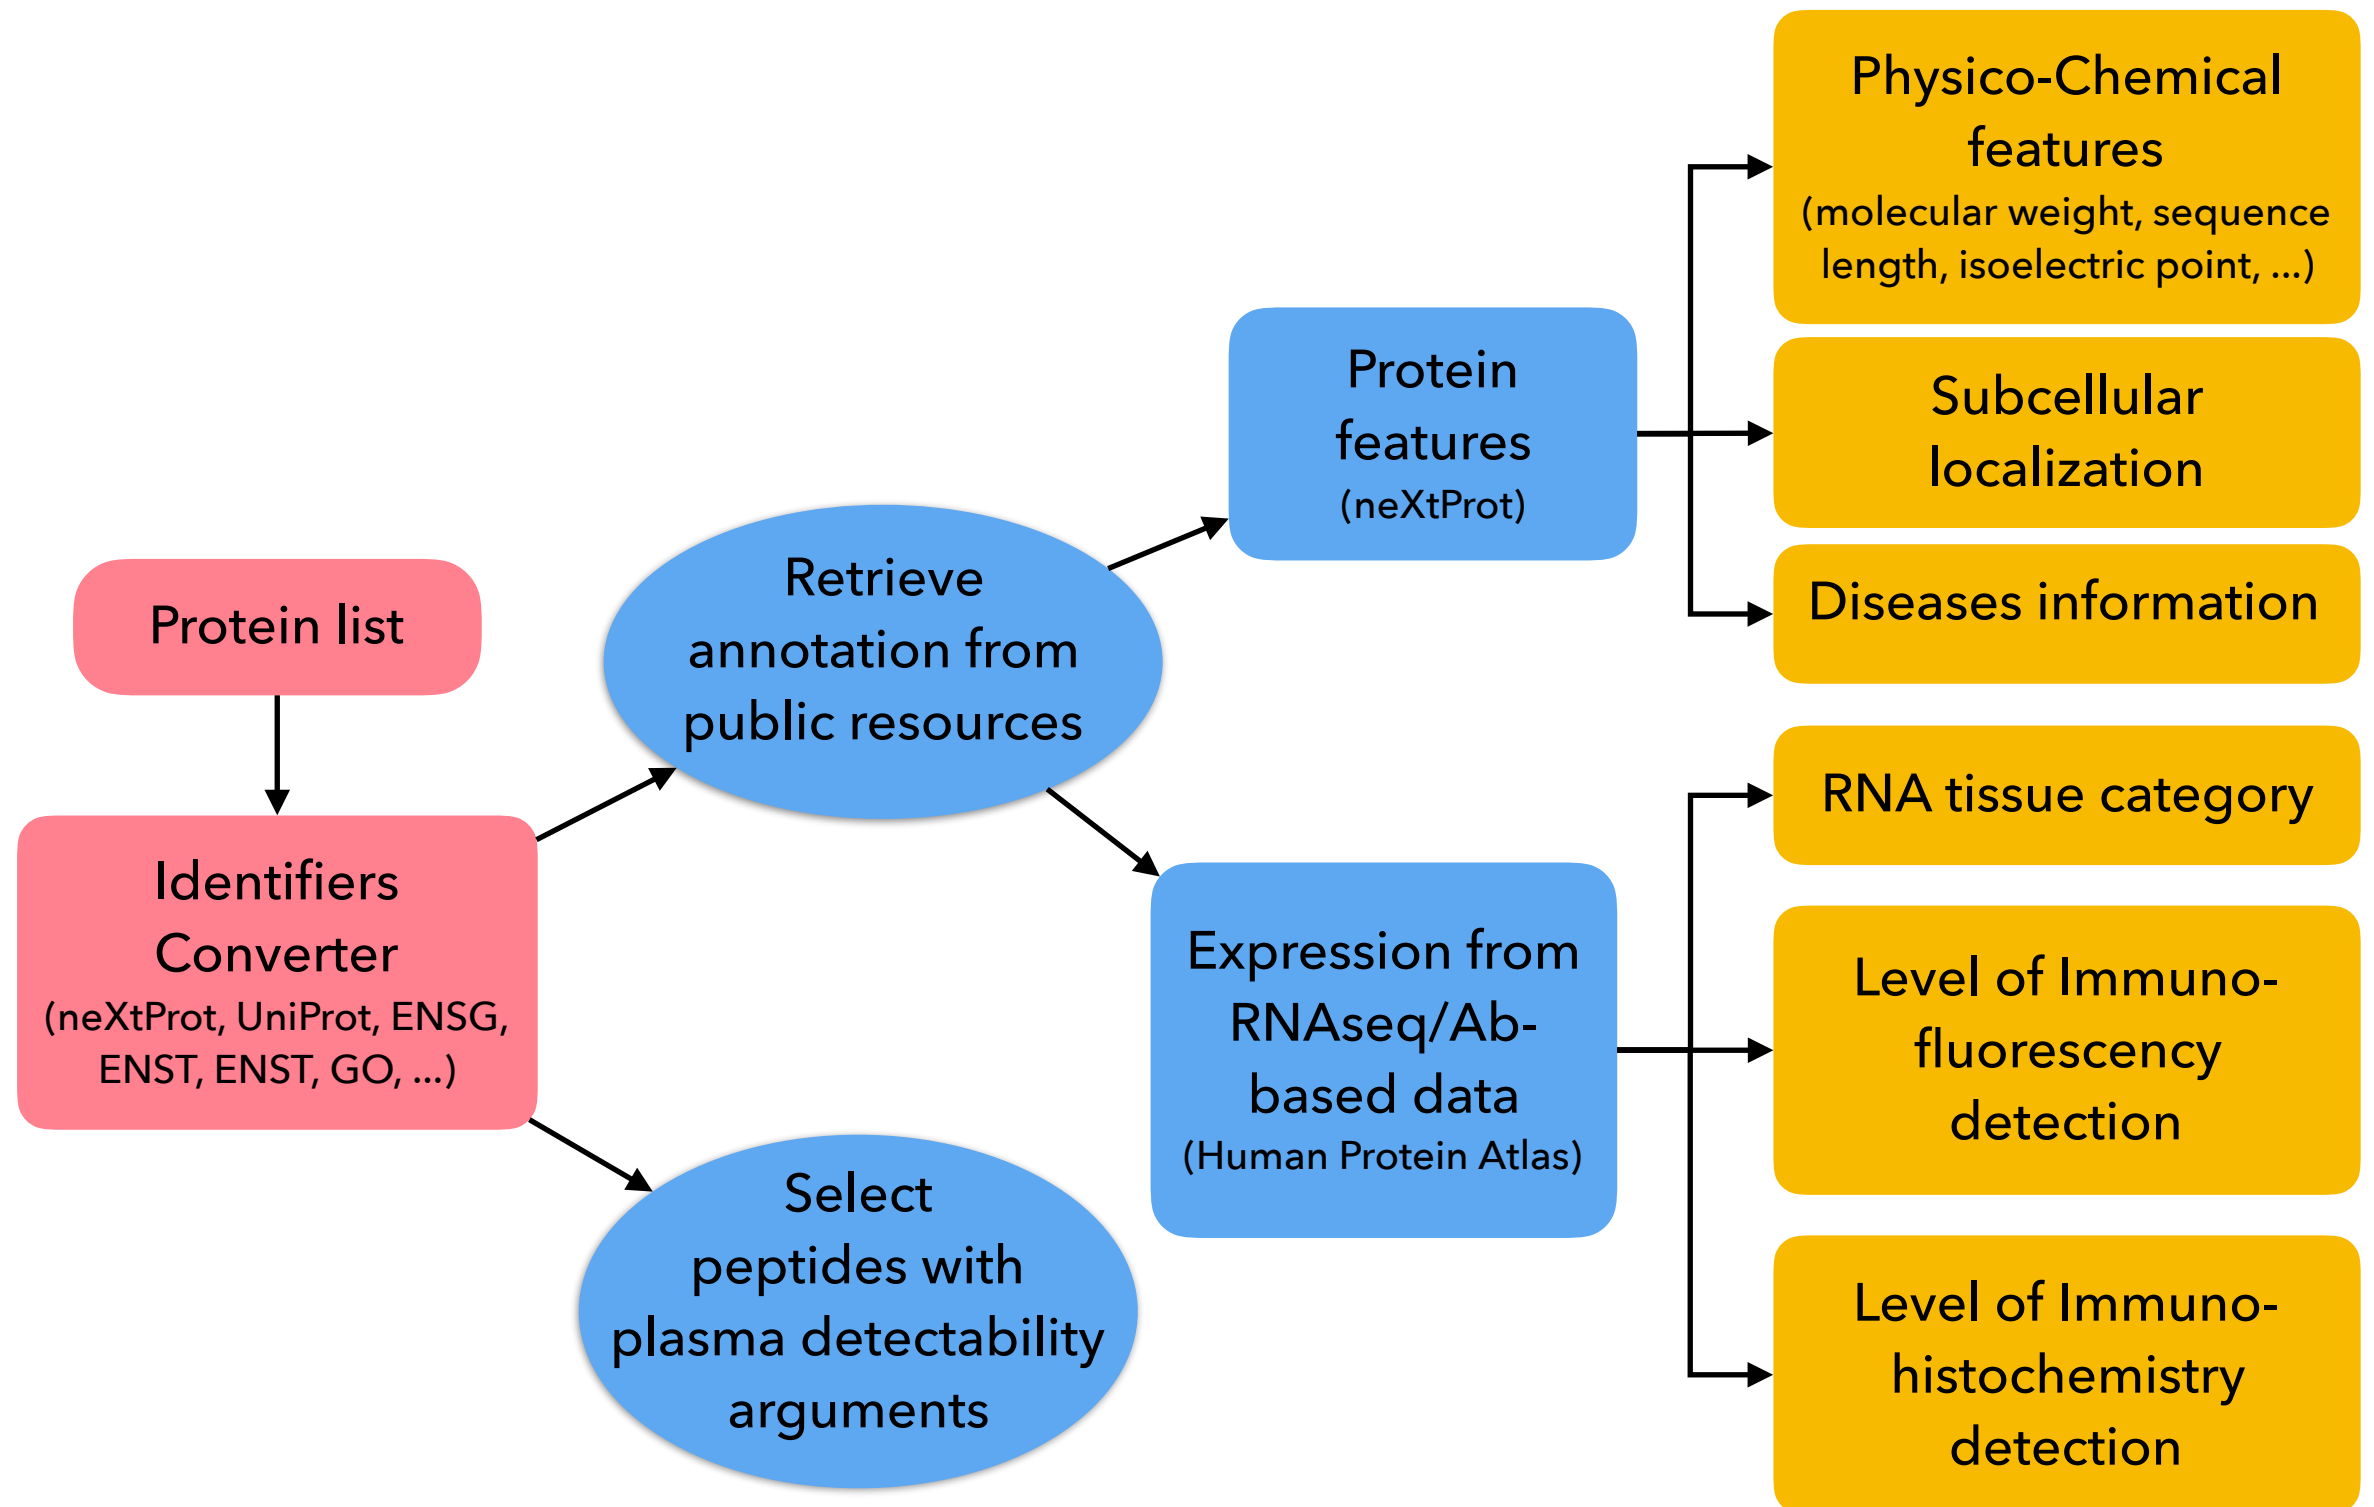 Protein list
Identifiers
Converter
(neXtProt, UniProt, ENSG,
ENST, ENST, GO, ...)
Retrieve
annotation from
public resources
Select
peptides with
plasma detectability
arguments
Protein
features
(neXtProt)
Expression from
RNAseq/Ab-
based data
(Human Protein Atlas)
Physico-Chemical
features
(molecular weight, sequence
length, isoelectric point, ...)
Subcellular
localization
Diseases information
RNA tissue category
Level of Immuno-
fluorescency
detection
Level of Immuno-
histochemistry
detection